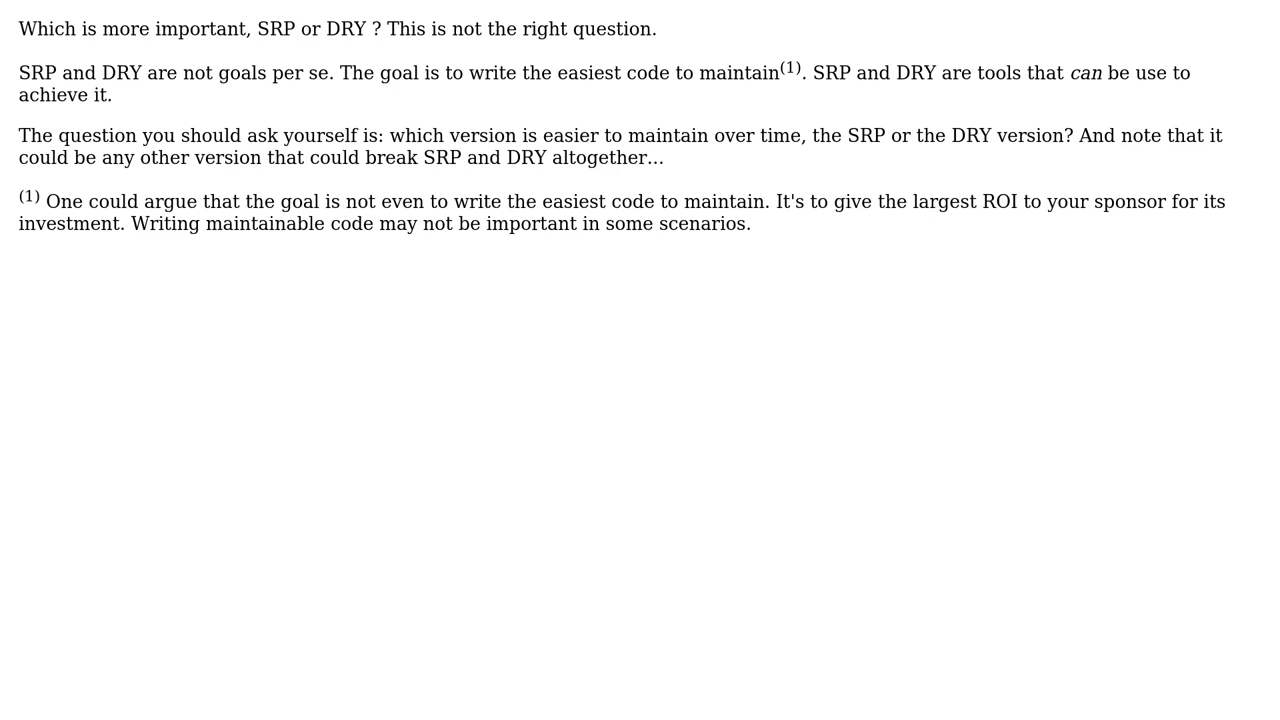 Which is more important, SRP or DRY ? This is not the right question.
SRP and DRY are not goals per se. The goal is to write the easiest code to maintain(1). SRP and DRY are tools that can be use to
achieve it.
The question you should ask yourself is: which version is easier to maintain over time, the SRP or the DRY version? And note that it
could be any other version that could break SRP and DRY altogether...
(1) One could argue that the goal is not even to write the easiest code to maintain. It's to give the largest ROI to your sponsor for its
investment. Writing maintainable code may not be important in some scenarios.